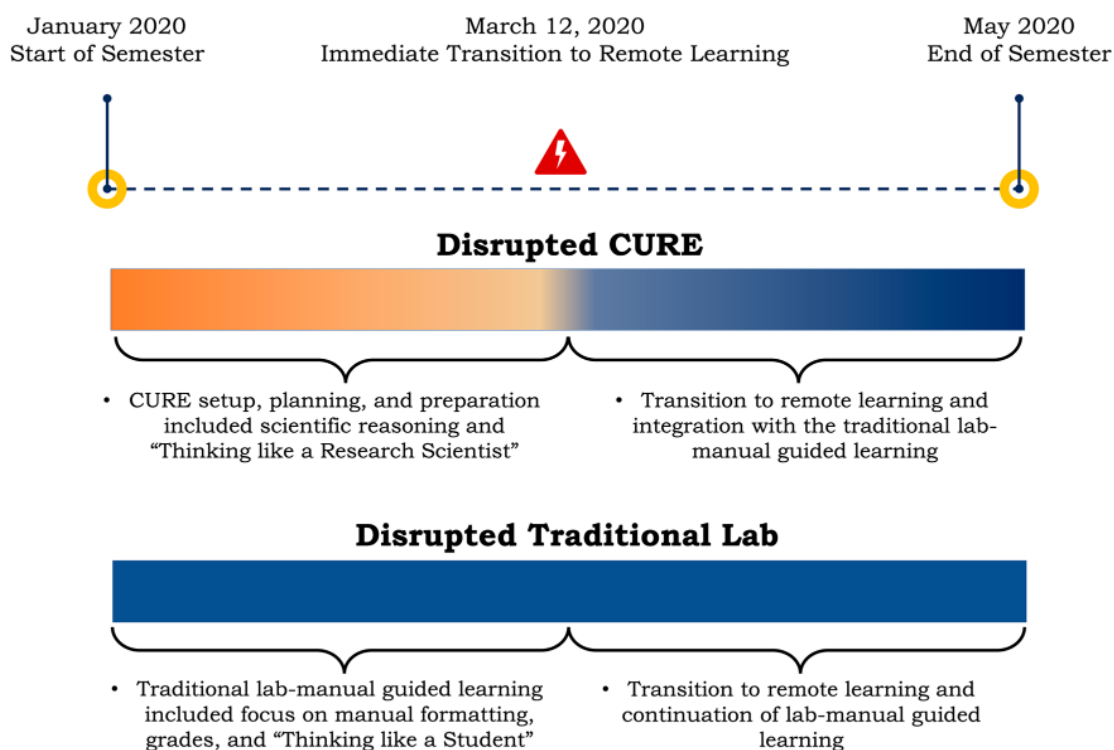 January 2020
Start of Semester
March 12, 2020
Immediate Transition to Remote Learning
May 2020
End of Semester
Disrupted CURE
• CURE setup, planning, and preparation
included scientific reasoning and
“Thinking like a Research Scientist”
• Transition to remote learning and
integration with the traditional lab-
manual guided learning
Disrupted Traditional Lab
• Traditional lab-manual guided learning
included focus on manual formatting,
grades, and “Thinking like a Student”
• Transition to remote learning and
continuation of lab-manual guided
learning